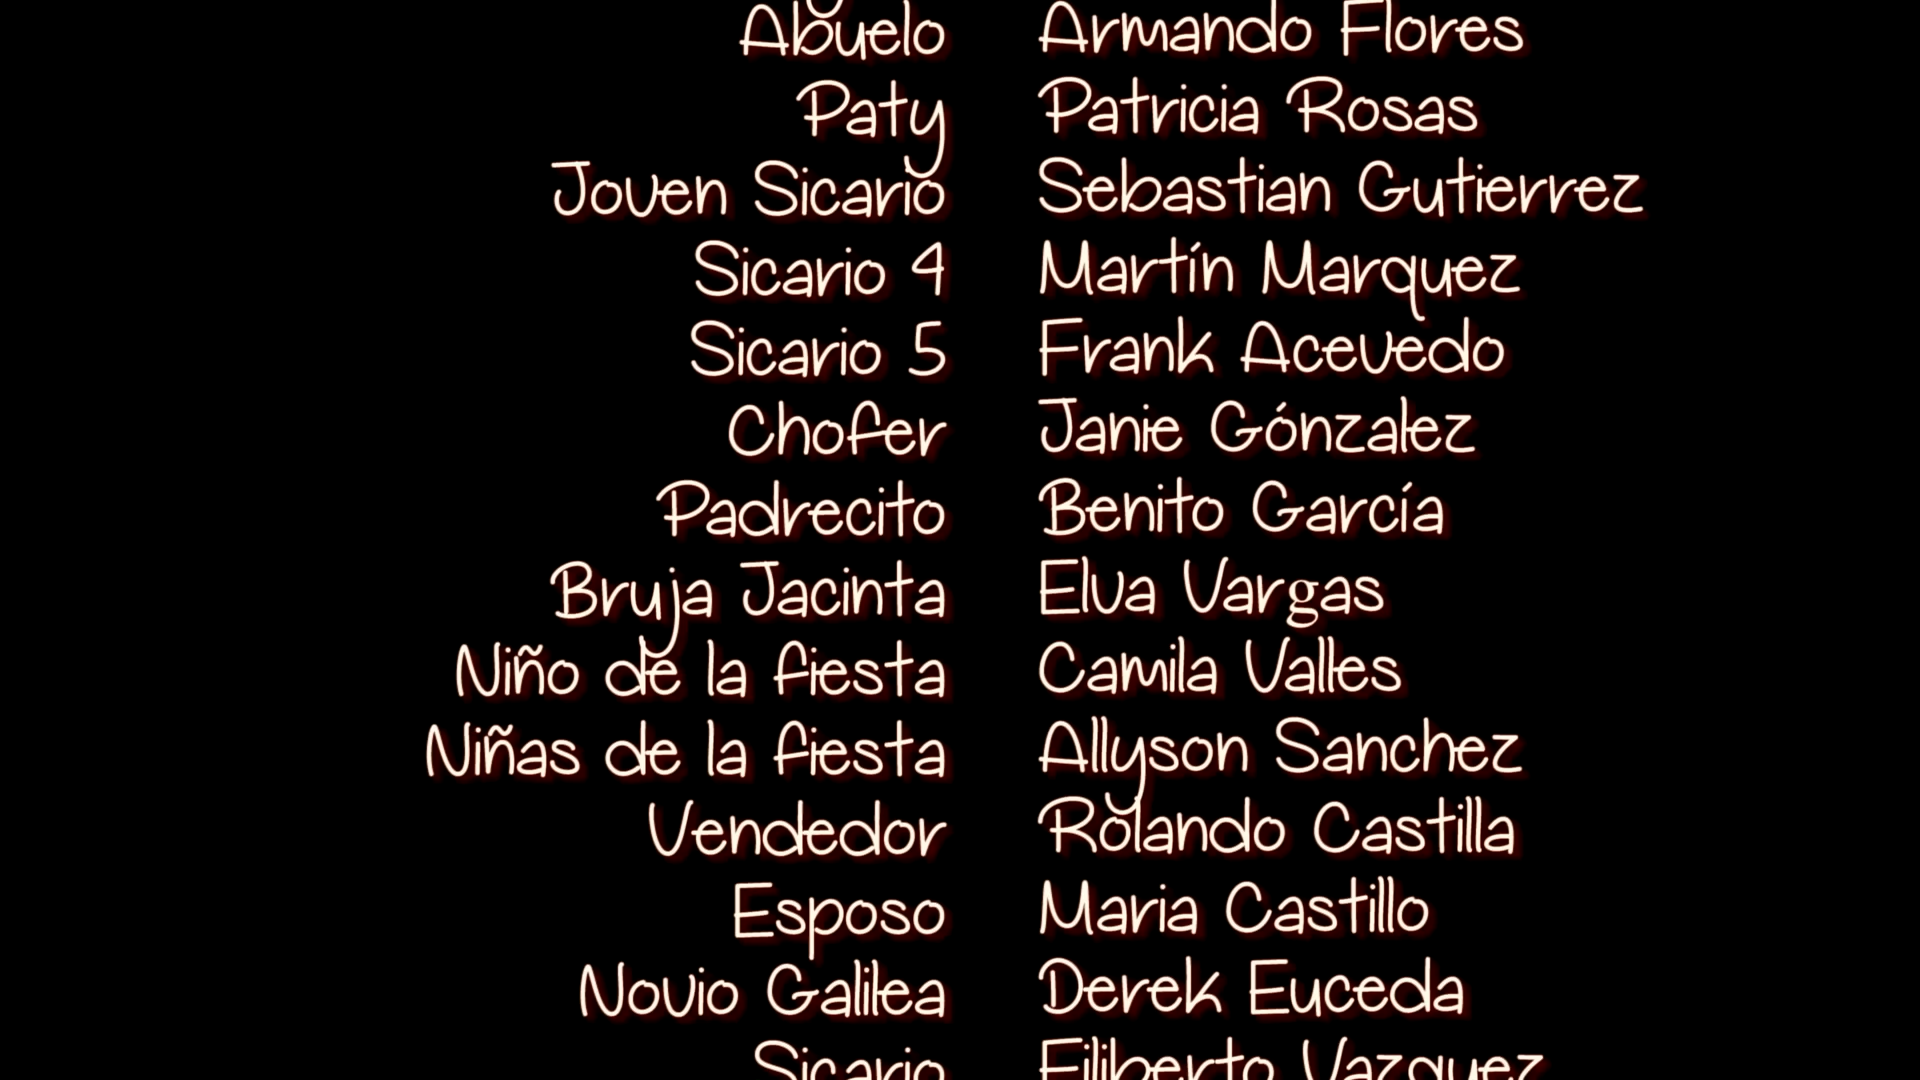 Abuelo Armando Flores
Paty Patricia Rosas
Joven Sicario Sebastian Gutierrez
Sicario 4 Martín Marquez
Sicario 5 Frank Acevedo
Chofer Janie Gónzalez
Padrecito Benito García
Bruja Jacinta Elva Vargas
Niño de la fiesta Camila Valles
Niñas de la fiesta Allyson Sanchez
Vendedor Rolando Castilla
Esposo Maria Castillo
Novio Galilea Derek Euceda
Sicario Filiberto Vazquez